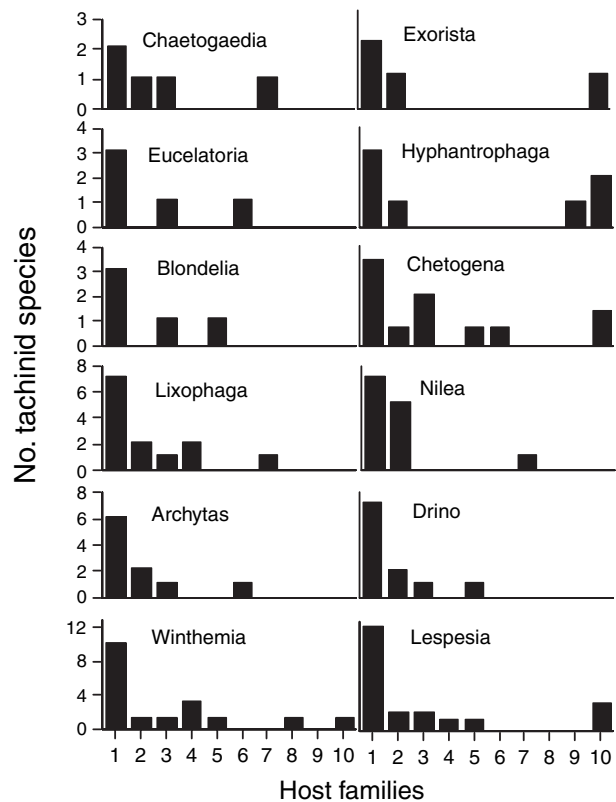 No. tachinid species
Chaetogaedia
3
2
1
0
Exorista
Eucelatoria
4
3
2
1
0
Hyphantrophaga
Blondelia
4
3
2
1
0
Chetogena
Lixophaga
8
6
4
2
0
Nilea
Archytas
8
6
4
2
0
Drino
Winthemia
12
8
4
0
Lespesia
1 2 3 4 5 6 7 8 9 10 1 2 3 4 5 6 7 8 9 10
Host families